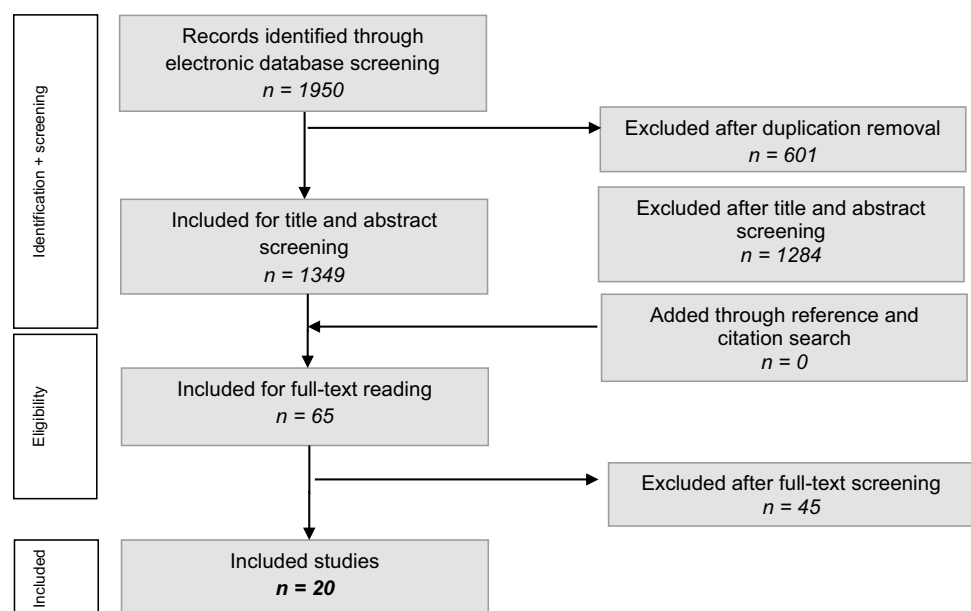 Identification + screening
Records identified through
electronic database screening
n = 1950
Excluded after duplication removal
n = 601
Included for title and abstract
screening
n = 1349
Excluded after title and abstract
screening
n = 1284
Added through reference and
citation search
n = 0
Eligibility
Included for full-text reading
n = 65
Excluded after full-text screening
n = 45
Included
Included studies
n = 20